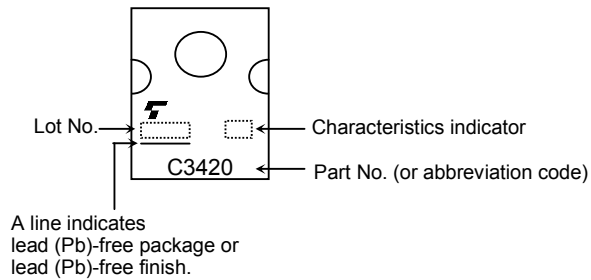 Lot No.
Characteristics indicator
C3420
Part No. (or abbreviation code)
A line indicates
lead (Pb)-free package or
lead (Pb)-free finish.